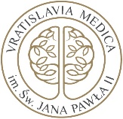 VRATISLAVIA MEDICA
im. Św. JANA PAWŁA II